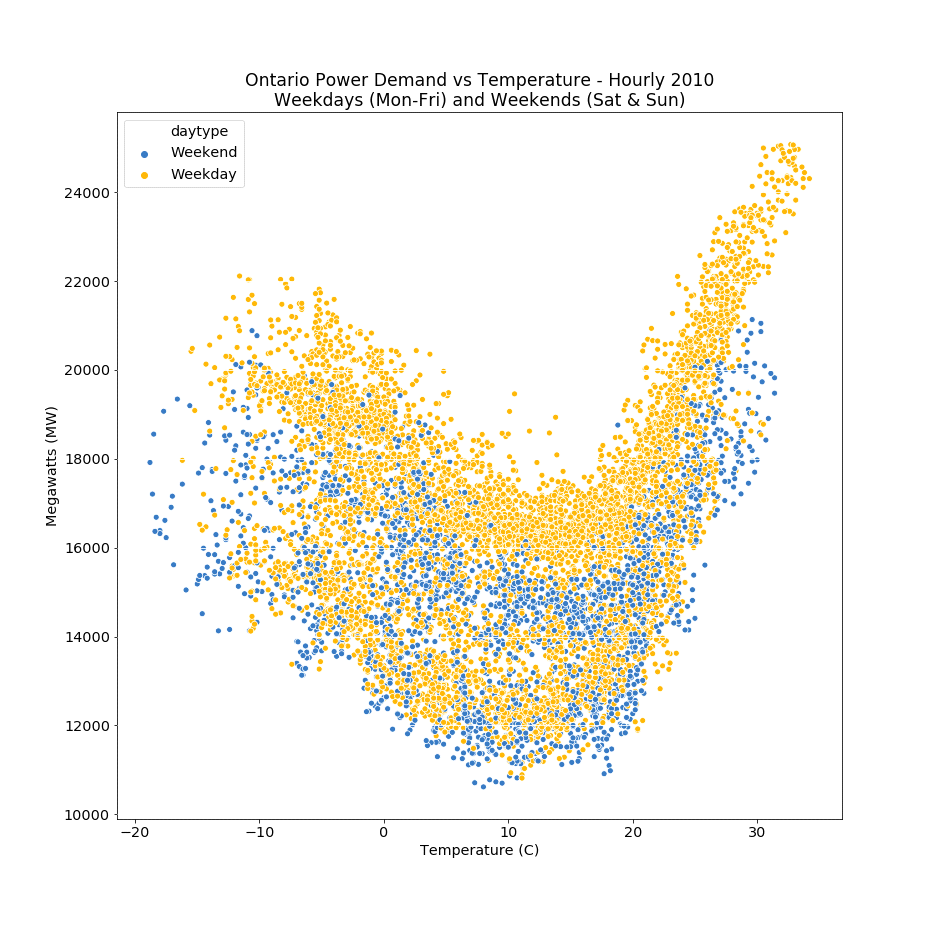 Ontario Power Demand vs Temperature - Hourly 2010
Weekdays (Mon-Fri) and Weekends (Sat & Sun)
daytype
Weekend
Weekday
24000
22000
20000
18000
16000
14000
12000
10000
Megawatts (MW)
−20
−10
0
10
20
30
Temperature (C)